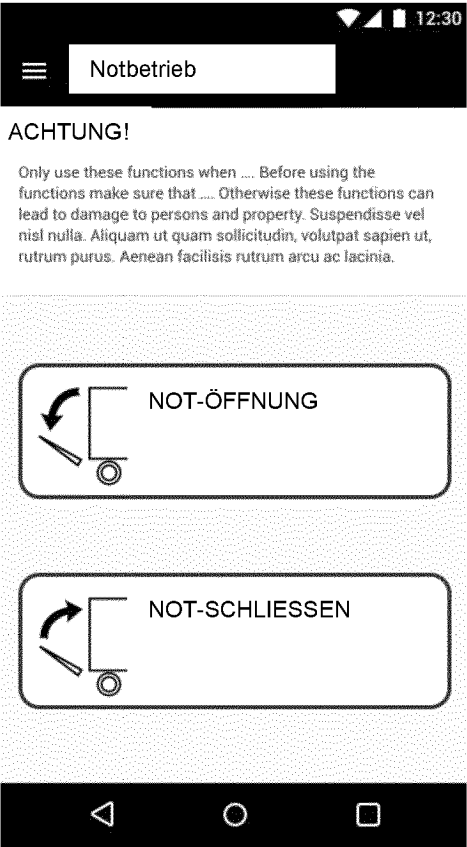 12:30
Notbetrieb
ACHTUNG!
Only use these functions when .... Before using the
functions make sure that .... Otherwise these functions can
lead to damage to persons and property. Suspendisse vel
nisl nulla. Aliquam ut quam sollicitudin, volutpat sapien ut,
rutrum purus. Aenean facilisis rutrum arcu ac lacinia.
NOT-ÖFFNUNG
NOT-SCHLIESSEN